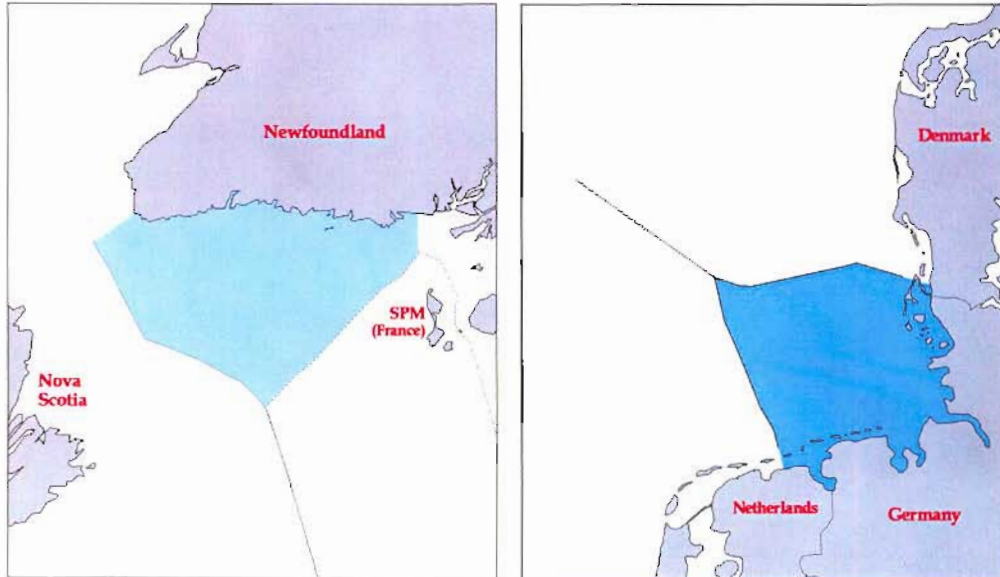 Newfoundland
SPM
(France)
Nova
Scotia
Denmark
Netherlands
Germany